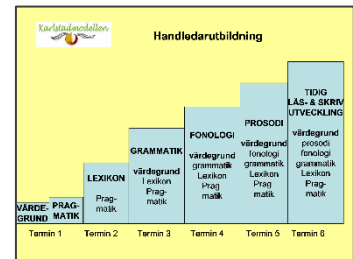 Karlstadmodellen
Handledarutbildning
VÄRDE-
GRUND
PRAG-
MATIK
LEXIKON
Prag-
matik
GRAMMATIK
värdegrund
Lexikon
Prag-
matik
FONOLOGI
värdegrund
grammatik
Lexikon
Prag
matik
PROSODI
värdegrund
fonologi
grammatik
Lexikon
Prag
matik
TIDIG
LÄS- & SKRIV
UTVECKLING
värdegrund
prosodi
fonologi
grammatik
Lexikon
Prag-
matik
Termin 1
Termin 2
Termin 3
Termin 4
Termin 5
Termin 6